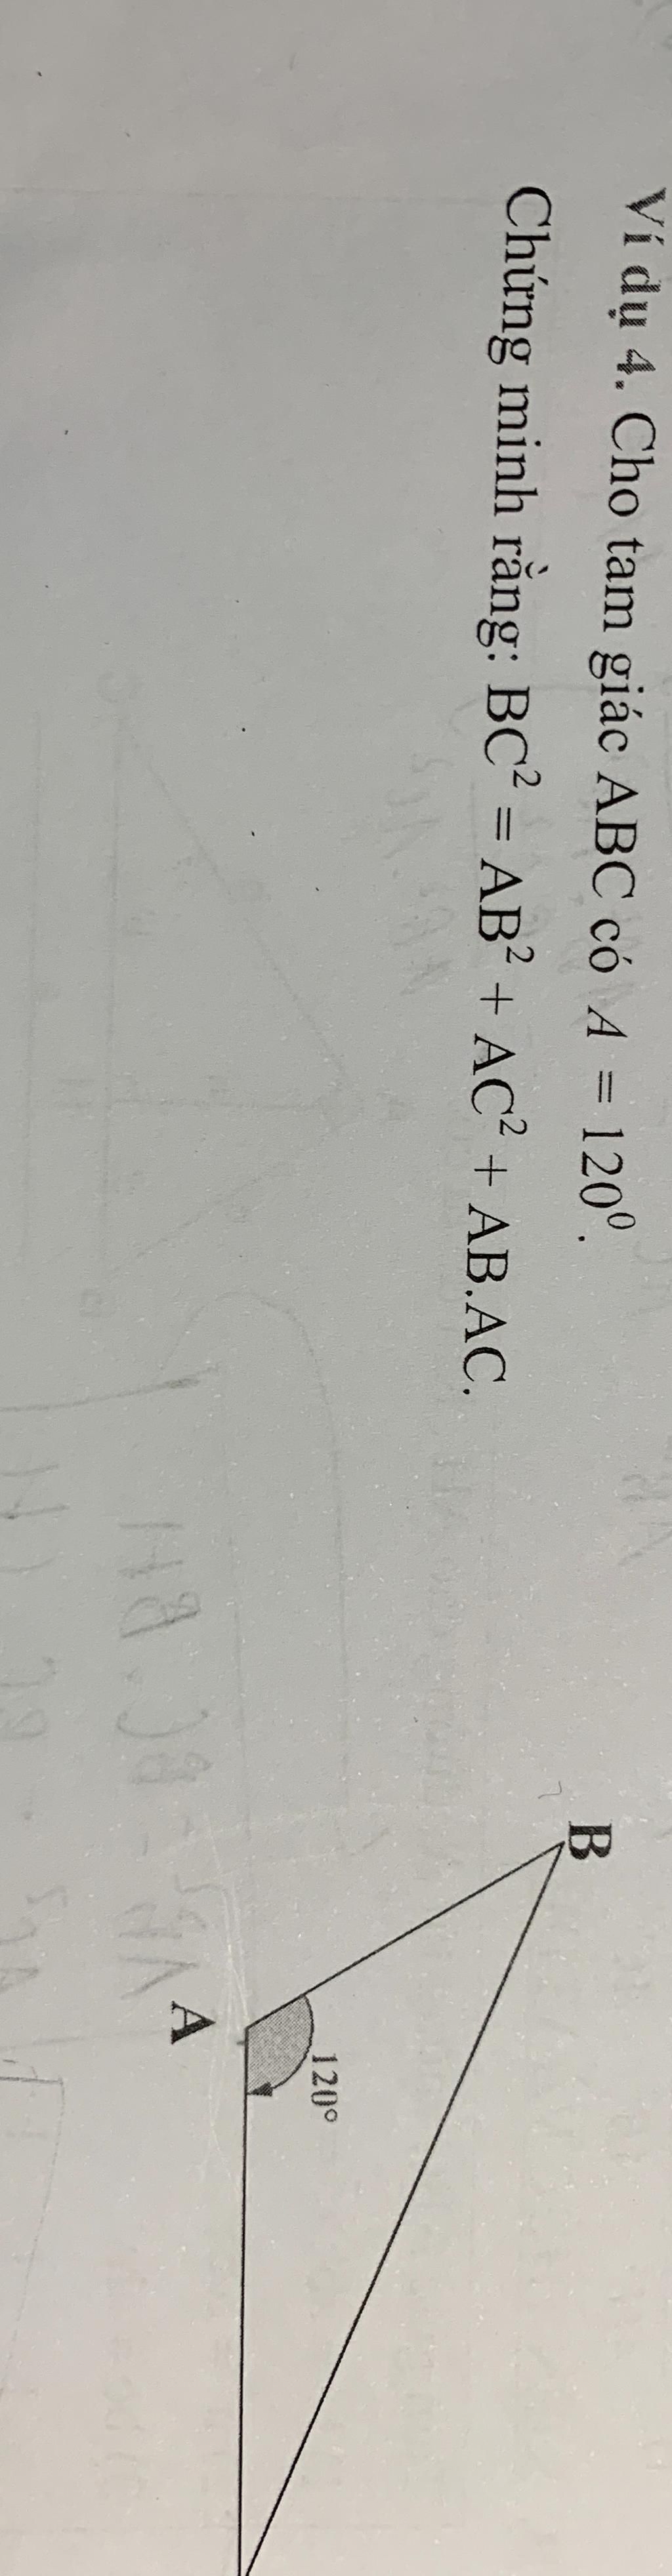 Ví dụ 4. Cho tam giác ABC có A = 120⁰.
Chứng minh rằng: BC² = AB² + AC² + AB.AC.
B
120°
A